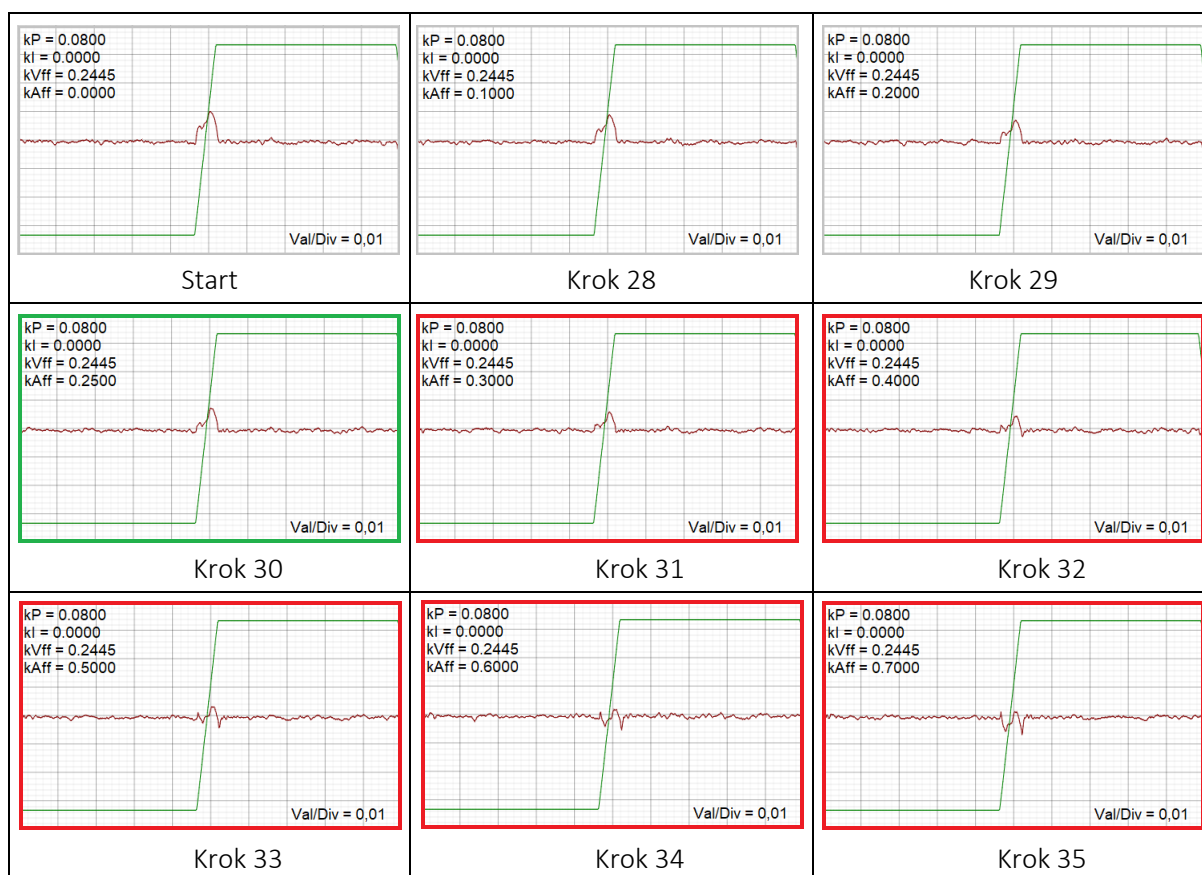 kP = 0.0800
kI = 0.0000
kVff = 0.2445
kAff = 0.0000
Val/Div = 0,01
Start
kP = 0.0800
kI = 0.0000
kVff = 0.2445
kAff = 0.1000
Val/Div = 0,01
Krok 28
kP = 0.0800
kI = 0.0000
kVff = 0.2445
kAff = 0.2000
Val/Div = 0,01
Krok 29
kP = 0.0800
kI = 0.0000
kVff = 0.2445
kAff = 0.2500
Val/Div = 0,01
Krok 30
kP = 0.0800
kI = 0.0000
kVff = 0.2445
kAff = 0.3000
Val/Div = 0,01
Krok 31
kP = 0.0800
kI = 0.0000
kVff = 0.2445
kAff = 0.4000
Val/Div = 0,01
Krok 32
kP = 0.0800
kI = 0.0000
kVff = 0.2445
kAff = 0.5000
Val/Div = 0,01
Krok 33
kP = 0.0800
kI = 0.0000
kVff = 0.2445
kAff = 0.6000
Val/Div = 0,01
Krok 34
kP = 0.0800
kI = 0.0000
kVff = 0.2445
kAff = 0.7000
Val/Div = 0,01
Krok 35